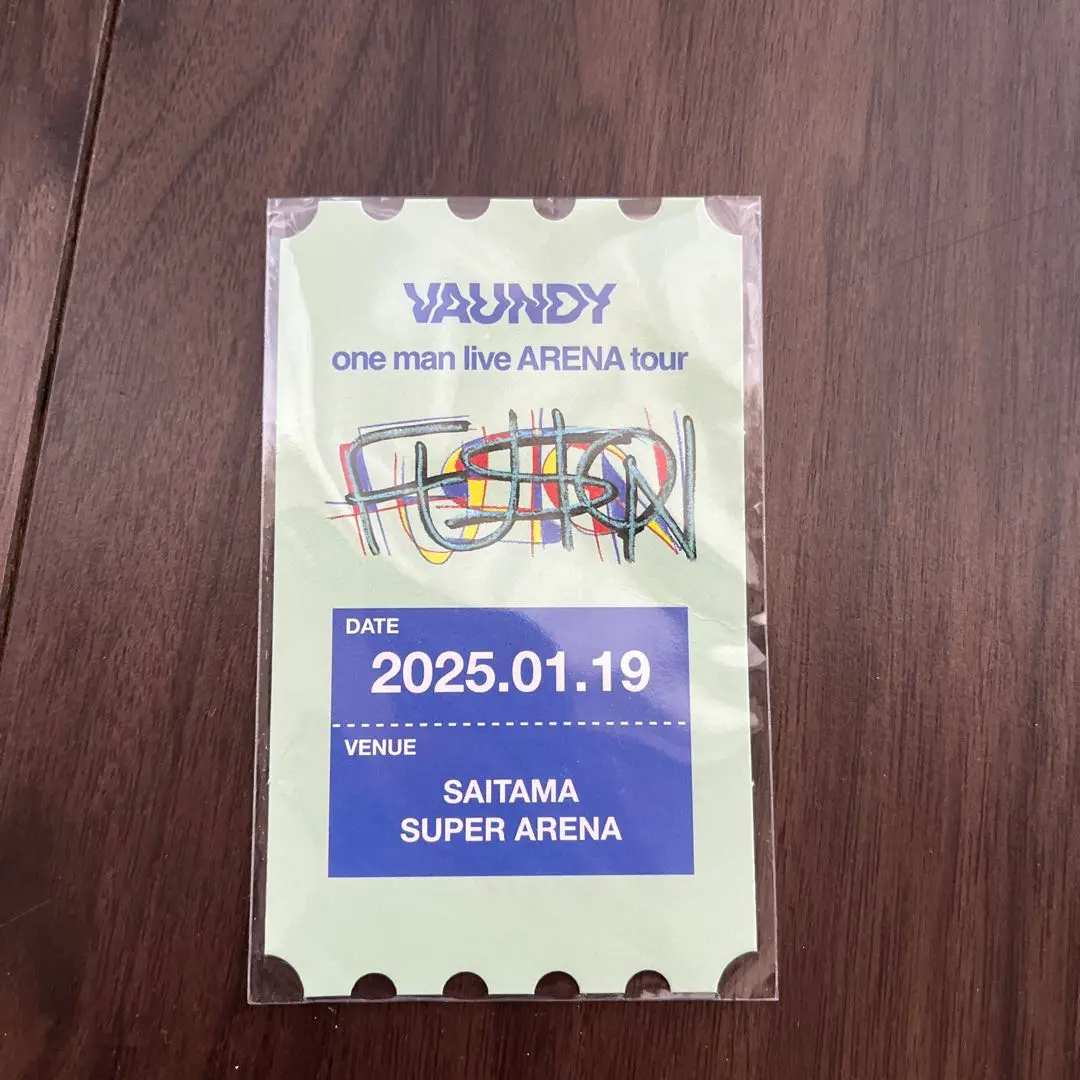 VAUNDY
one man live ARENA tour
FUSION
DATE
2025.01.19
VENUE
SAITAMA
SUPER ARENA